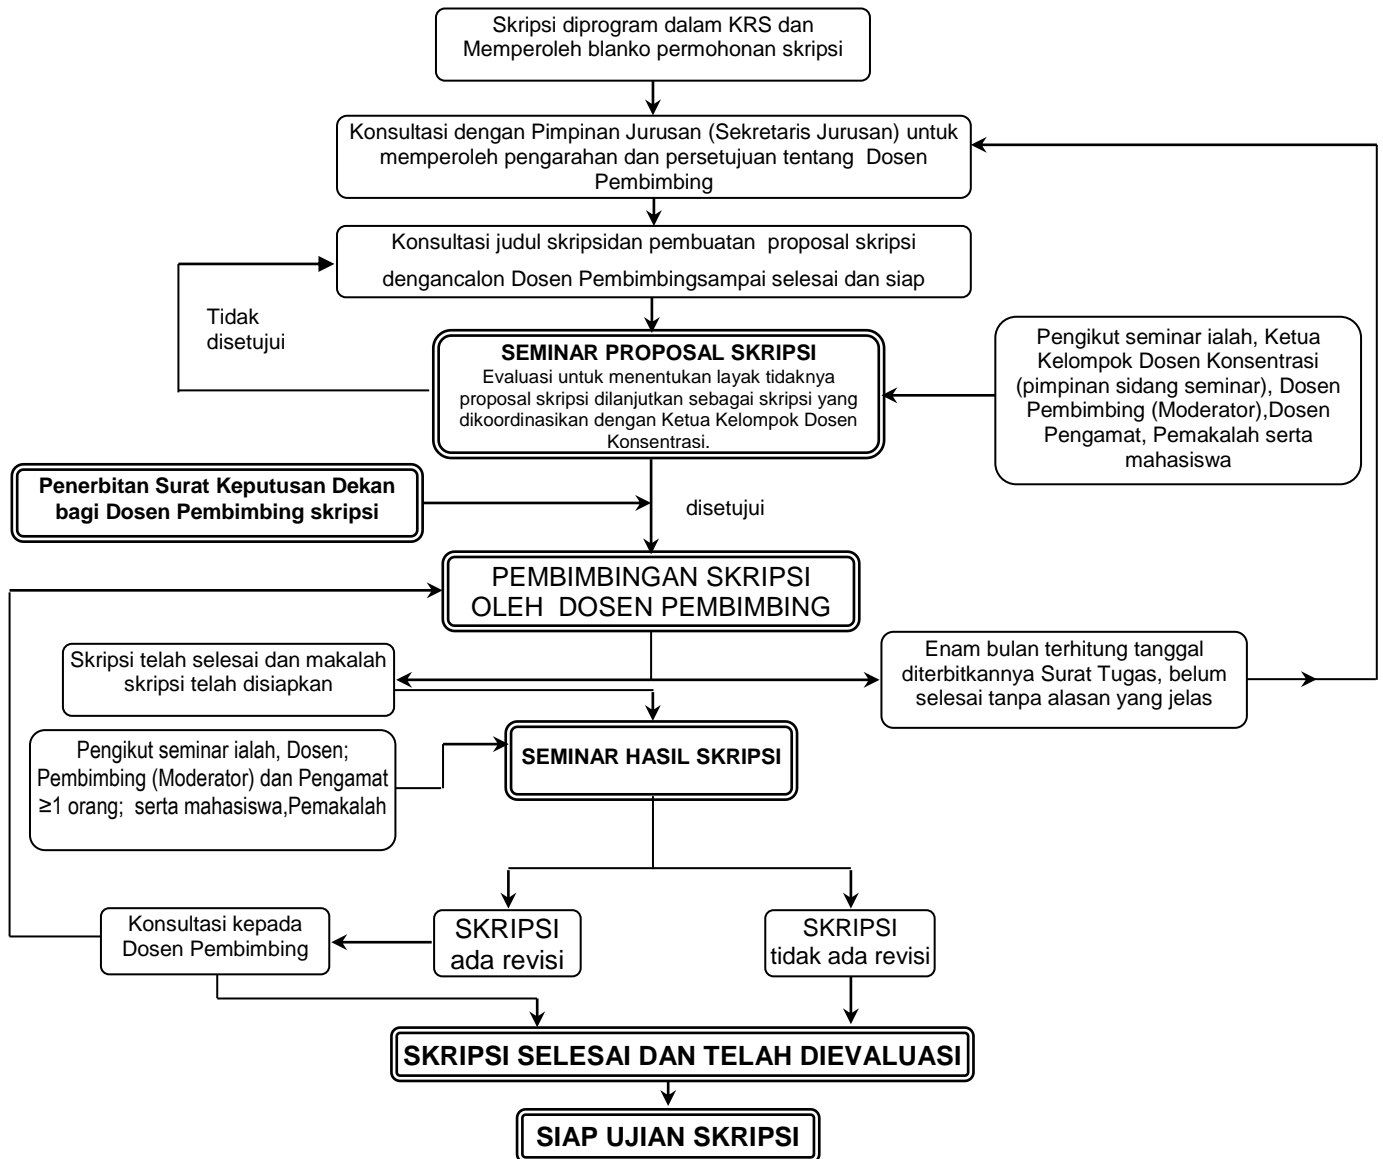 Skripsi diprogram dalam KRS dan
Memperoleh blanko permohonan skripsi
Konsultasi dengan Pimpinan Jurusan (Sekretaris Jurusan) untuk
memperoleh pengarahan dan persetujuan tentang Dosen
Pembimbing
Konsultasi judul skripsidan pembuatan proposal skripsi
dengancalon Dosen Pembimbingsampai selesai dan siap
Tidak
disetujui
SEMINAR PROPOSAL SKRIPSI
Evaluasi untuk menentukan layak tidaknya
proposal skripsi dilanjutkan sebagai skripsi yang
dikoordinasikan dengan Ketua Kelompok Dosen
Konsentrasi.
Pengikut seminar ialah, Ketua
Kelompok Dosen Konsentrasi
(pimpinan sidang seminar), Dosen
Pembimbing (Moderator),Dosen
Pengamat, Pemakalah serta
mahasiswa
Penerbitan Surat Keputusan Dekan
bagi Dosen Pembimbing skripsi
disetujui
PEMBIMBINGAN SKRIPSI
OLEH DOSEN PEMBIMBING
Skripsi telah selesai dan makalah
skripsi telah disiapkan
Enam bulan terhitung tanggal
diterbitkannya Surat Tugas, belum
selesai tanpa alasan yang jelas
Pengikut seminar ialah, Dosen;
Pembimbing (Moderator) dan Pengamat
≥1 orang; serta mahasiswa,Pemakalah
SEMINAR HASIL SKRIPSI
Konsultasi kepada
Dosen Pembimbing
SKRIPSI
ada revisi
SKRIPSI
tidak ada revisi
SKRIPSI SELESAI DAN TELAH DIEVALUASI
SIAP UJIAN SKRIPSI